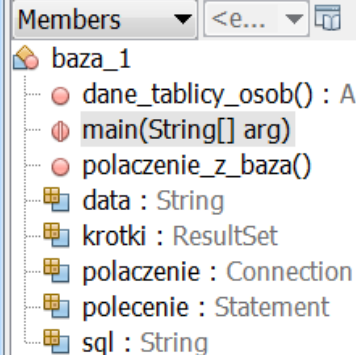 Members <e...
baza_1
dane_tablicy_osob() : A
main(String[] arg)
polaczenie_z_baza()
data : String
krotki : ResultSet
polaczenie : Connection
polecenie : Statement
sql : String